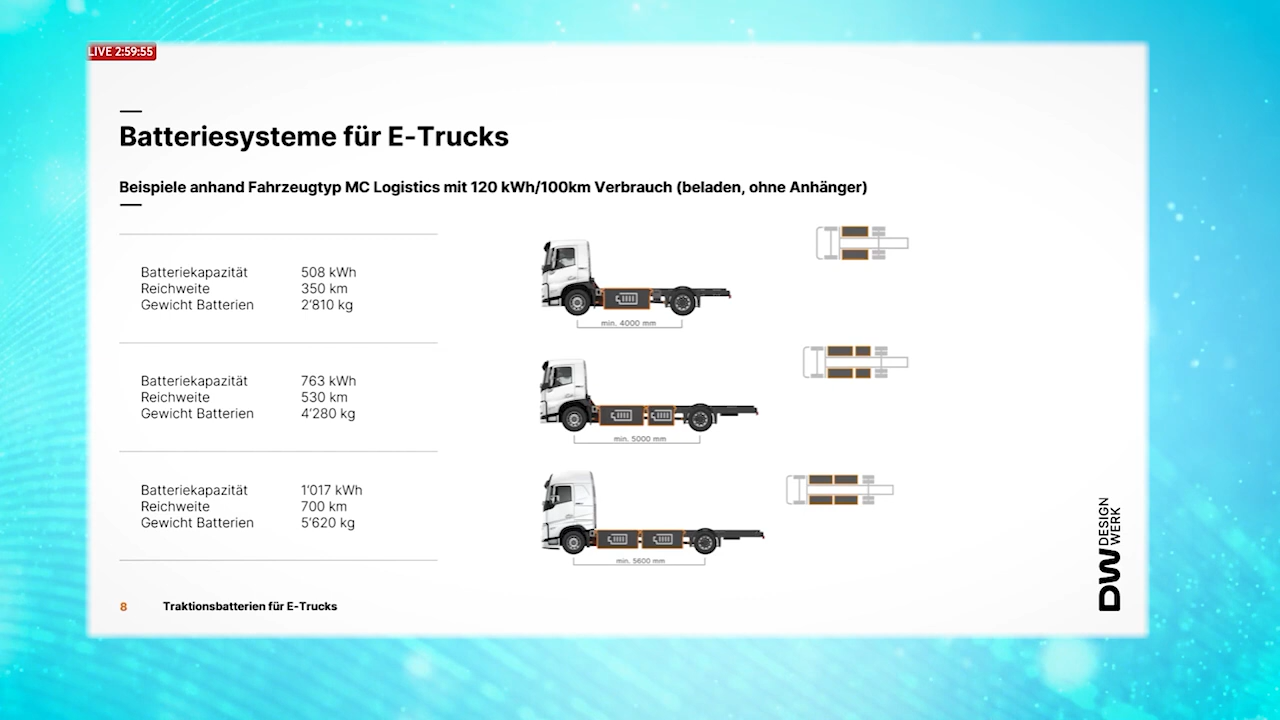 LIVE 2:59:55
Batteriesysteme für E-Trucks
Beispiele anhand Fahrzeugtyp MC Logistics mit 120 kWh/100km Verbrauch (beladen, ohne Anhänger)
Batteriekapazität 508 kWh
Reichweite 350 km
Gewicht Batterien 2'810 kg
min. 4000 mm
Batteriekapazität 763 kWh
Reichweite 530 km
Gewicht Batterien 4'280 kg
min. 5000 mm
Batteriekapazität 1'017 kWh
Reichweite 700 km
Gewicht Batterien 5'620 kg
min. 5600 mm
DW DESIGN
WERK
8 Traktionsbatterien für E-Trucks